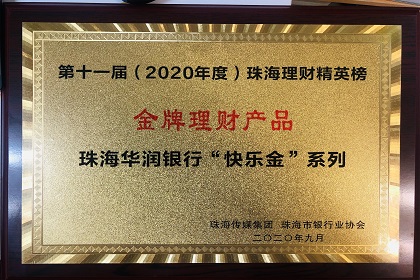 第十一届（2020年度）珠海理财精英榜
金牌理财产品
珠海华润银行“快乐金”系列
珠海传媒集团 珠海市银行业协会
二〇二〇年九月